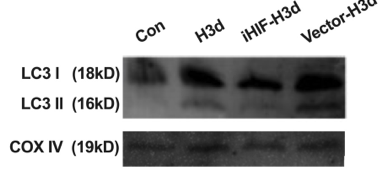 Con H3d iHIF-H3d Vector-H3d
LC3 I (18kD)
LC3 II (16kD)
COX IV (19kD)